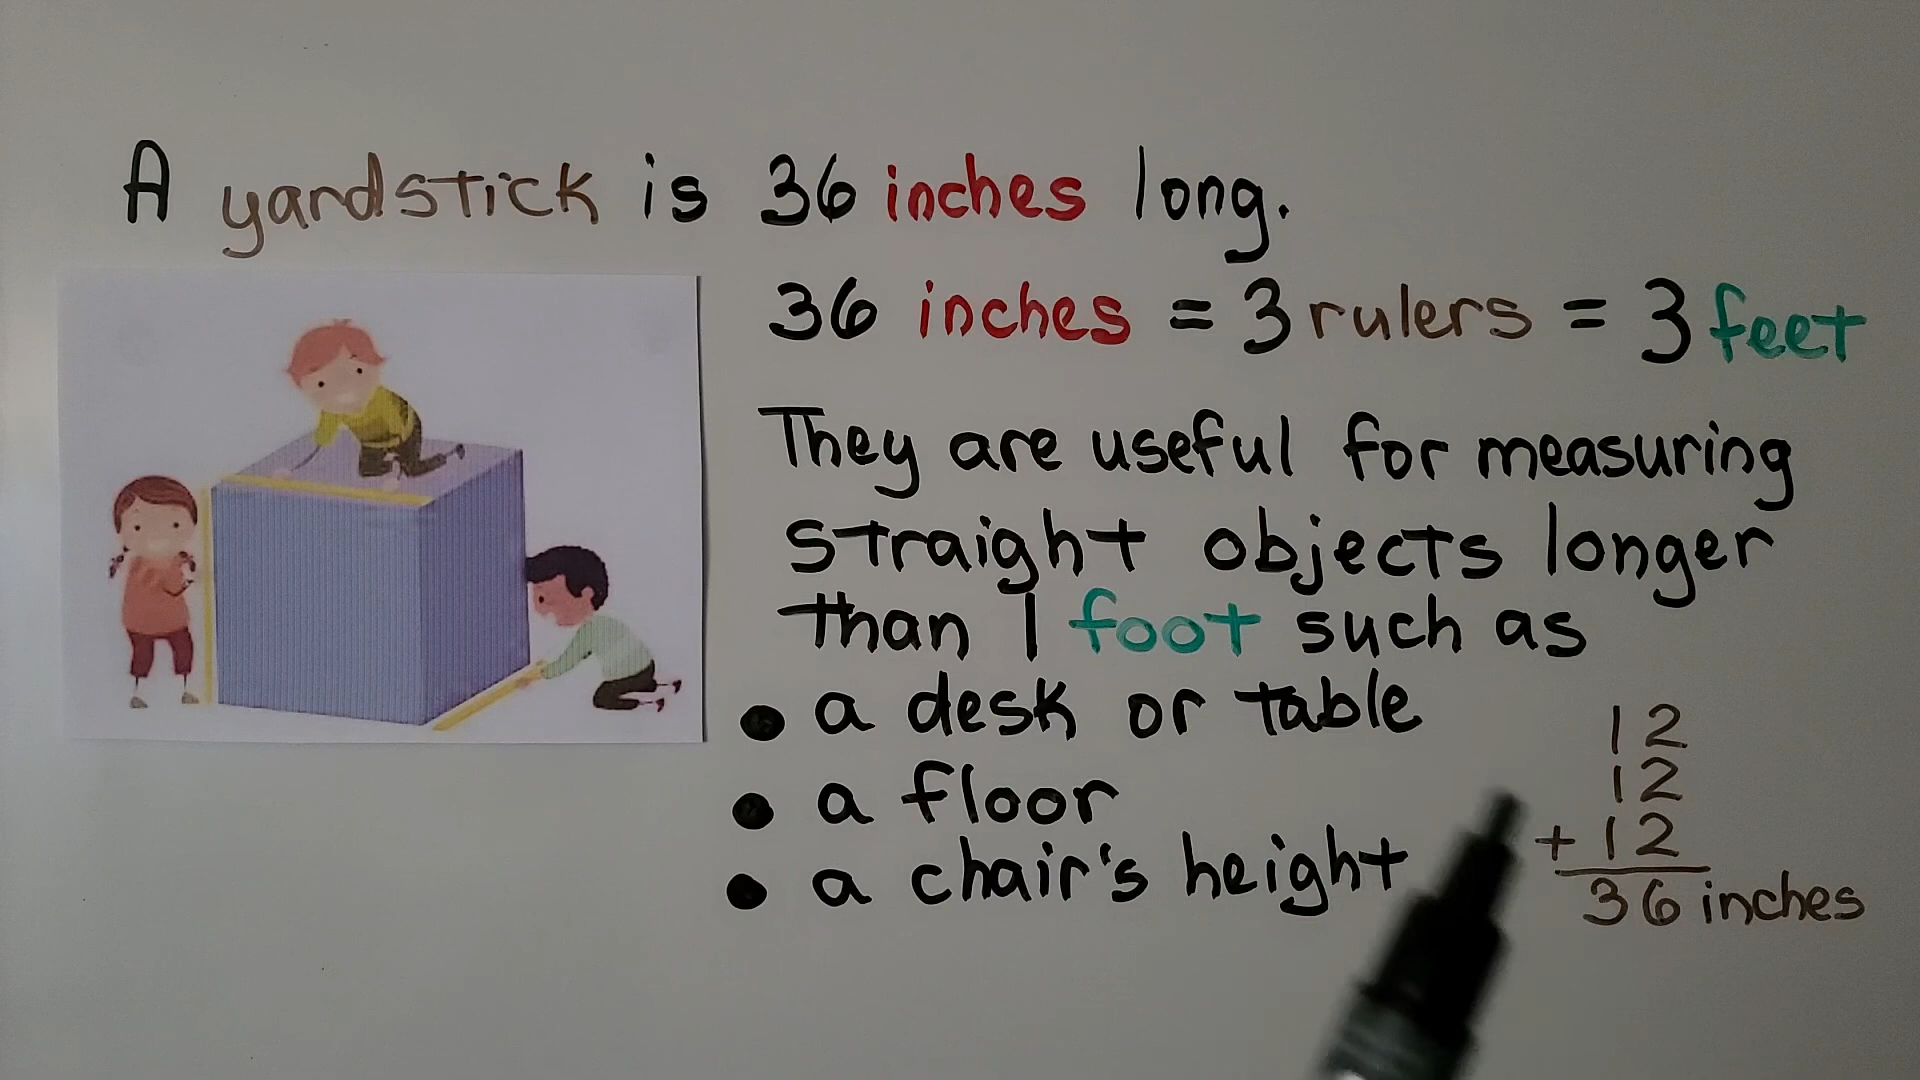 A yardstick is 36 inches long.
36 inches = 3 rulers = 3 feet
They are useful for measuring
straight objects longer
than 1 foot such as
• a desk or table
• a floor
• a chair's height
12
12
+ 12
36 inches